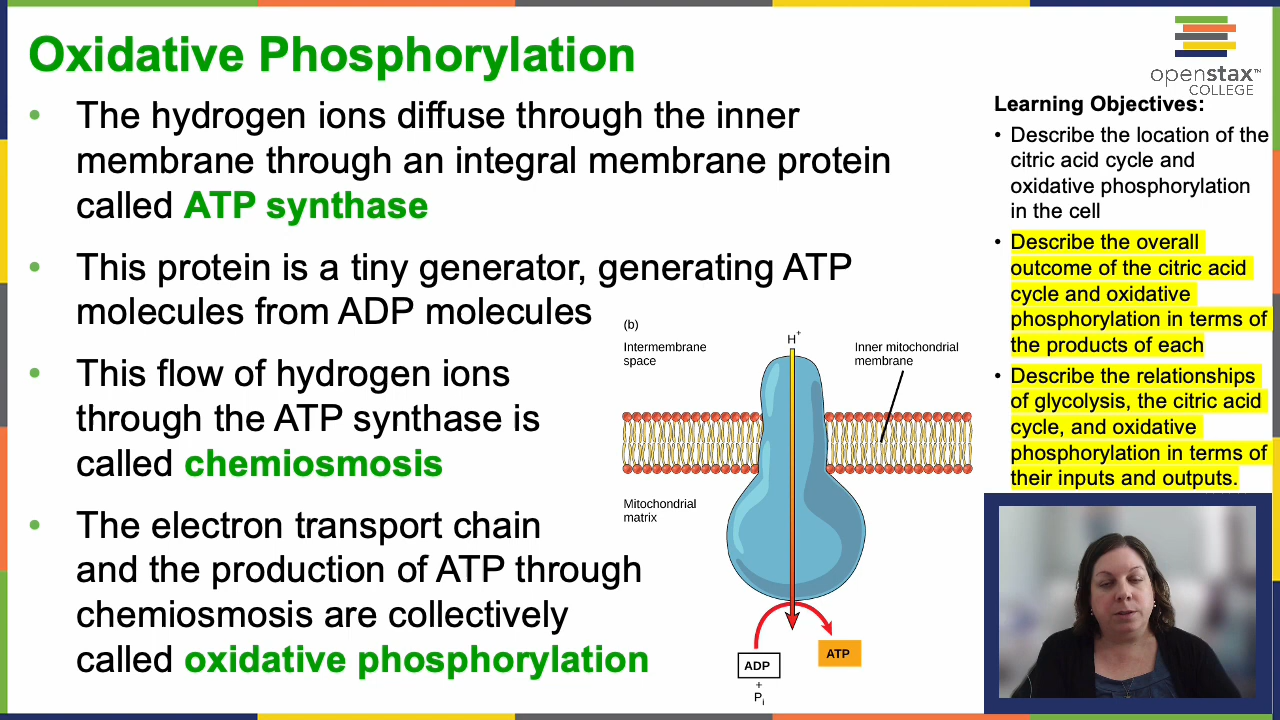 Oxidative Phosphorylation
• The hydrogen ions diffuse through the inner
membrane through an integral membrane protein
called ATP synthase
• This protein is a tiny generator, generating ATP
molecules from ADP molecules
• This flow of hydrogen ions
through the ATP synthase is
called chemiosmosis
• The electron transport chain
and the production of ATP through
chemiosmosis are collectively
called oxidative phosphorylation
(b)
Intermembrane
space
H+
Inner mitochondrial
membrane
Mitochondrial
matrix
ADP
+
Pi
ATP
openstax™
COLLEGE
Learning Objectives:
• Describe the location of the
citric acid cycle and
oxidative phosphorylation
in the cell
• Describe the overall
outcome of the citric acid
cycle and oxidative
phosphorylation in terms of
the products of each
• Describe the relationships
of glycolysis, the citric acid
cycle, and oxidative
phosphorylation in terms of
their inputs and outputs.